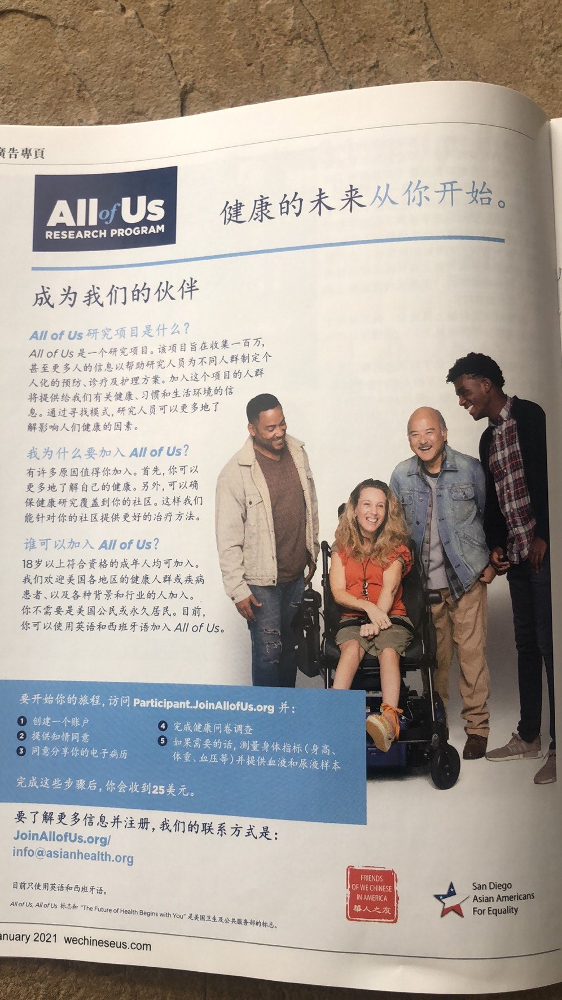 廣告專頁
All of Us
RESEARCH PROGRAM
健康的未来从你开始。
成为我们的伙伴
All of Us 研究项目是什么？
All of Us 是一个研究项目。该项目旨在收集一百万，
甚至更多人的信息以帮助研究人员为不同人群制定个
人化的预防、诊疗及护理方案。加入这个项目的人群
将提供给我们有关健康、习惯和生活环境的信
息。通过寻找模式，研究人员可以更多地了
解影响人们健康的因素。
我为什么要加入 All of Us？
有许多原因值得你加入。首先，你可以
更多地了解自己的健康。另外，可以确
保健康研究覆盖到你的社区。这样我们
能针对你的社区提供更好的治疗方法。
谁可以加入 All of Us？
18岁以上符合资格的成年人均可加入。
我们欢迎美国各地区的健康人群或疾病
患者、以及各种背景和行业的人加入。
你不需要是美国公民或永久居民。目前，
你可以使用英语和西班牙语加入 All of Us。
要开始你的旅程，访问 Participant.JoinAllofUs.org 并：
1 创建一个账户
2 提供知情同意
3 同意分享你的电子病历
4 完成健康问卷调查
5 如果需要的话，测量身体指标（身高、
体重、血压等）并提供血液和尿液样本
完成这些步骤后，你会收到25美元。
要了解更多信息并注册，我们的联系方式是：
JoinAllofUs.org/
info@asianhealth.org
目前只使用英语和西班牙语。
All of Us, All of Us 标志和 "The Future of Health Begins with You" 是美国卫生及公共服务部的标志。
FRIENDS
OF WE CHINESE
IN AMERICA
華人之友
San Diego
Asian Americans
For Equality
anuary 2021 wechineseus.com